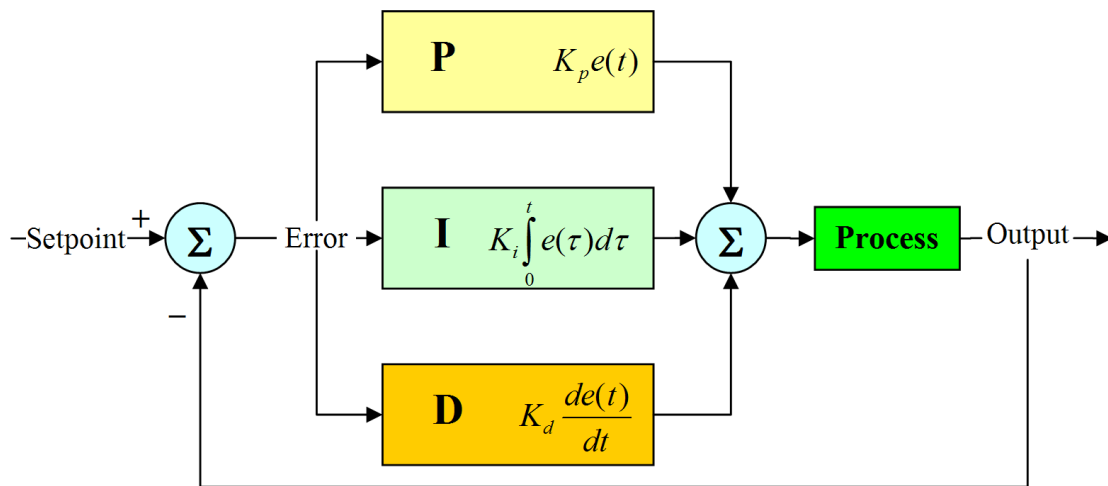 P K_p e(t)
Setpoint + Σ Error I K_i ∫_0^t e(τ)dτ Σ Process Output
−
D K_d de(t)/dt